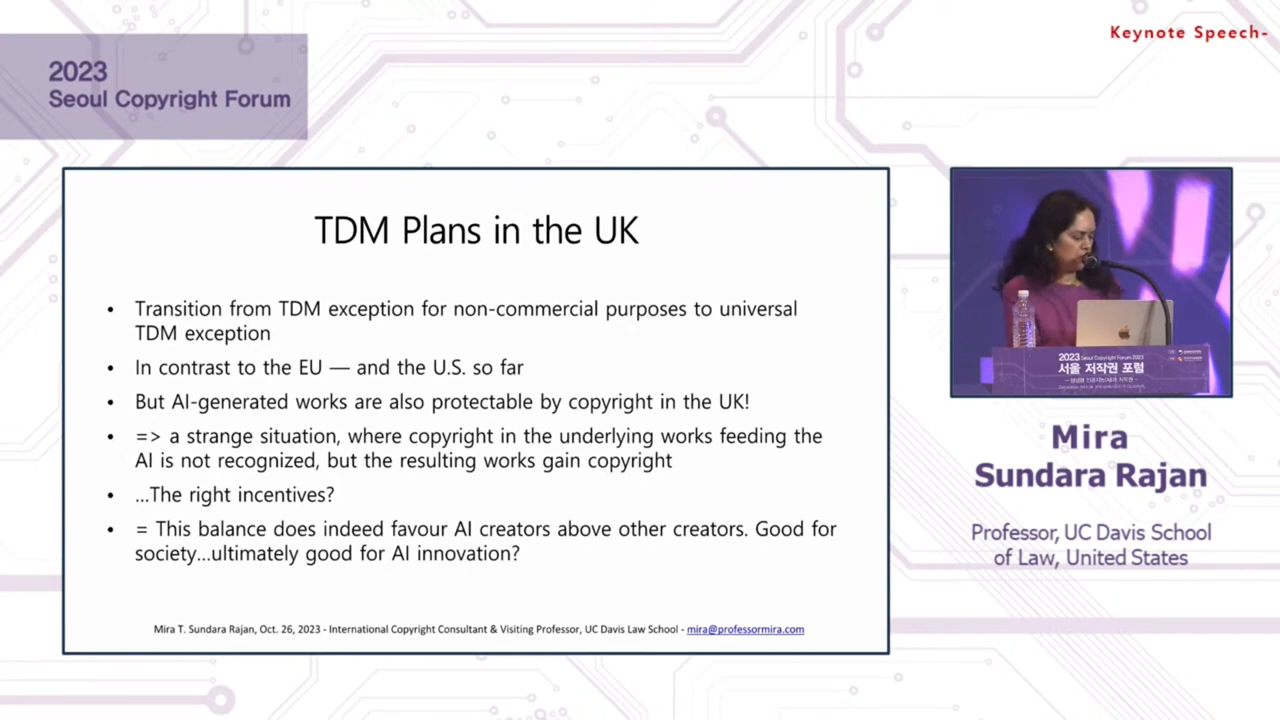 Keynote Speech-
2023
Seoul Copyright Forum
TDM Plans in the UK
• Transition from TDM exception for non-commercial purposes to universal
TDM exception
• In contrast to the EU — and the U.S. so far
• But AI-generated works are also protectable by copyright in the UK!
• => a strange situation, where copyright in the underlying works feeding the
AI is not recognized, but the resulting works gain copyright
• ...The right incentives?
• = This balance does indeed favour AI creators above other creators. Good for
society...ultimately good for AI innovation?
Mira T. Sundara Rajan, Oct. 26, 2023 - International Copyright Consultant & Visiting Professor, UC Davis Law School - mira@professormira.com
2023 Seoul Copyright Forum 2023
서울 저작권 포럼
Mira
Sundara Rajan
Professor, UC Davis School
of Law, United States